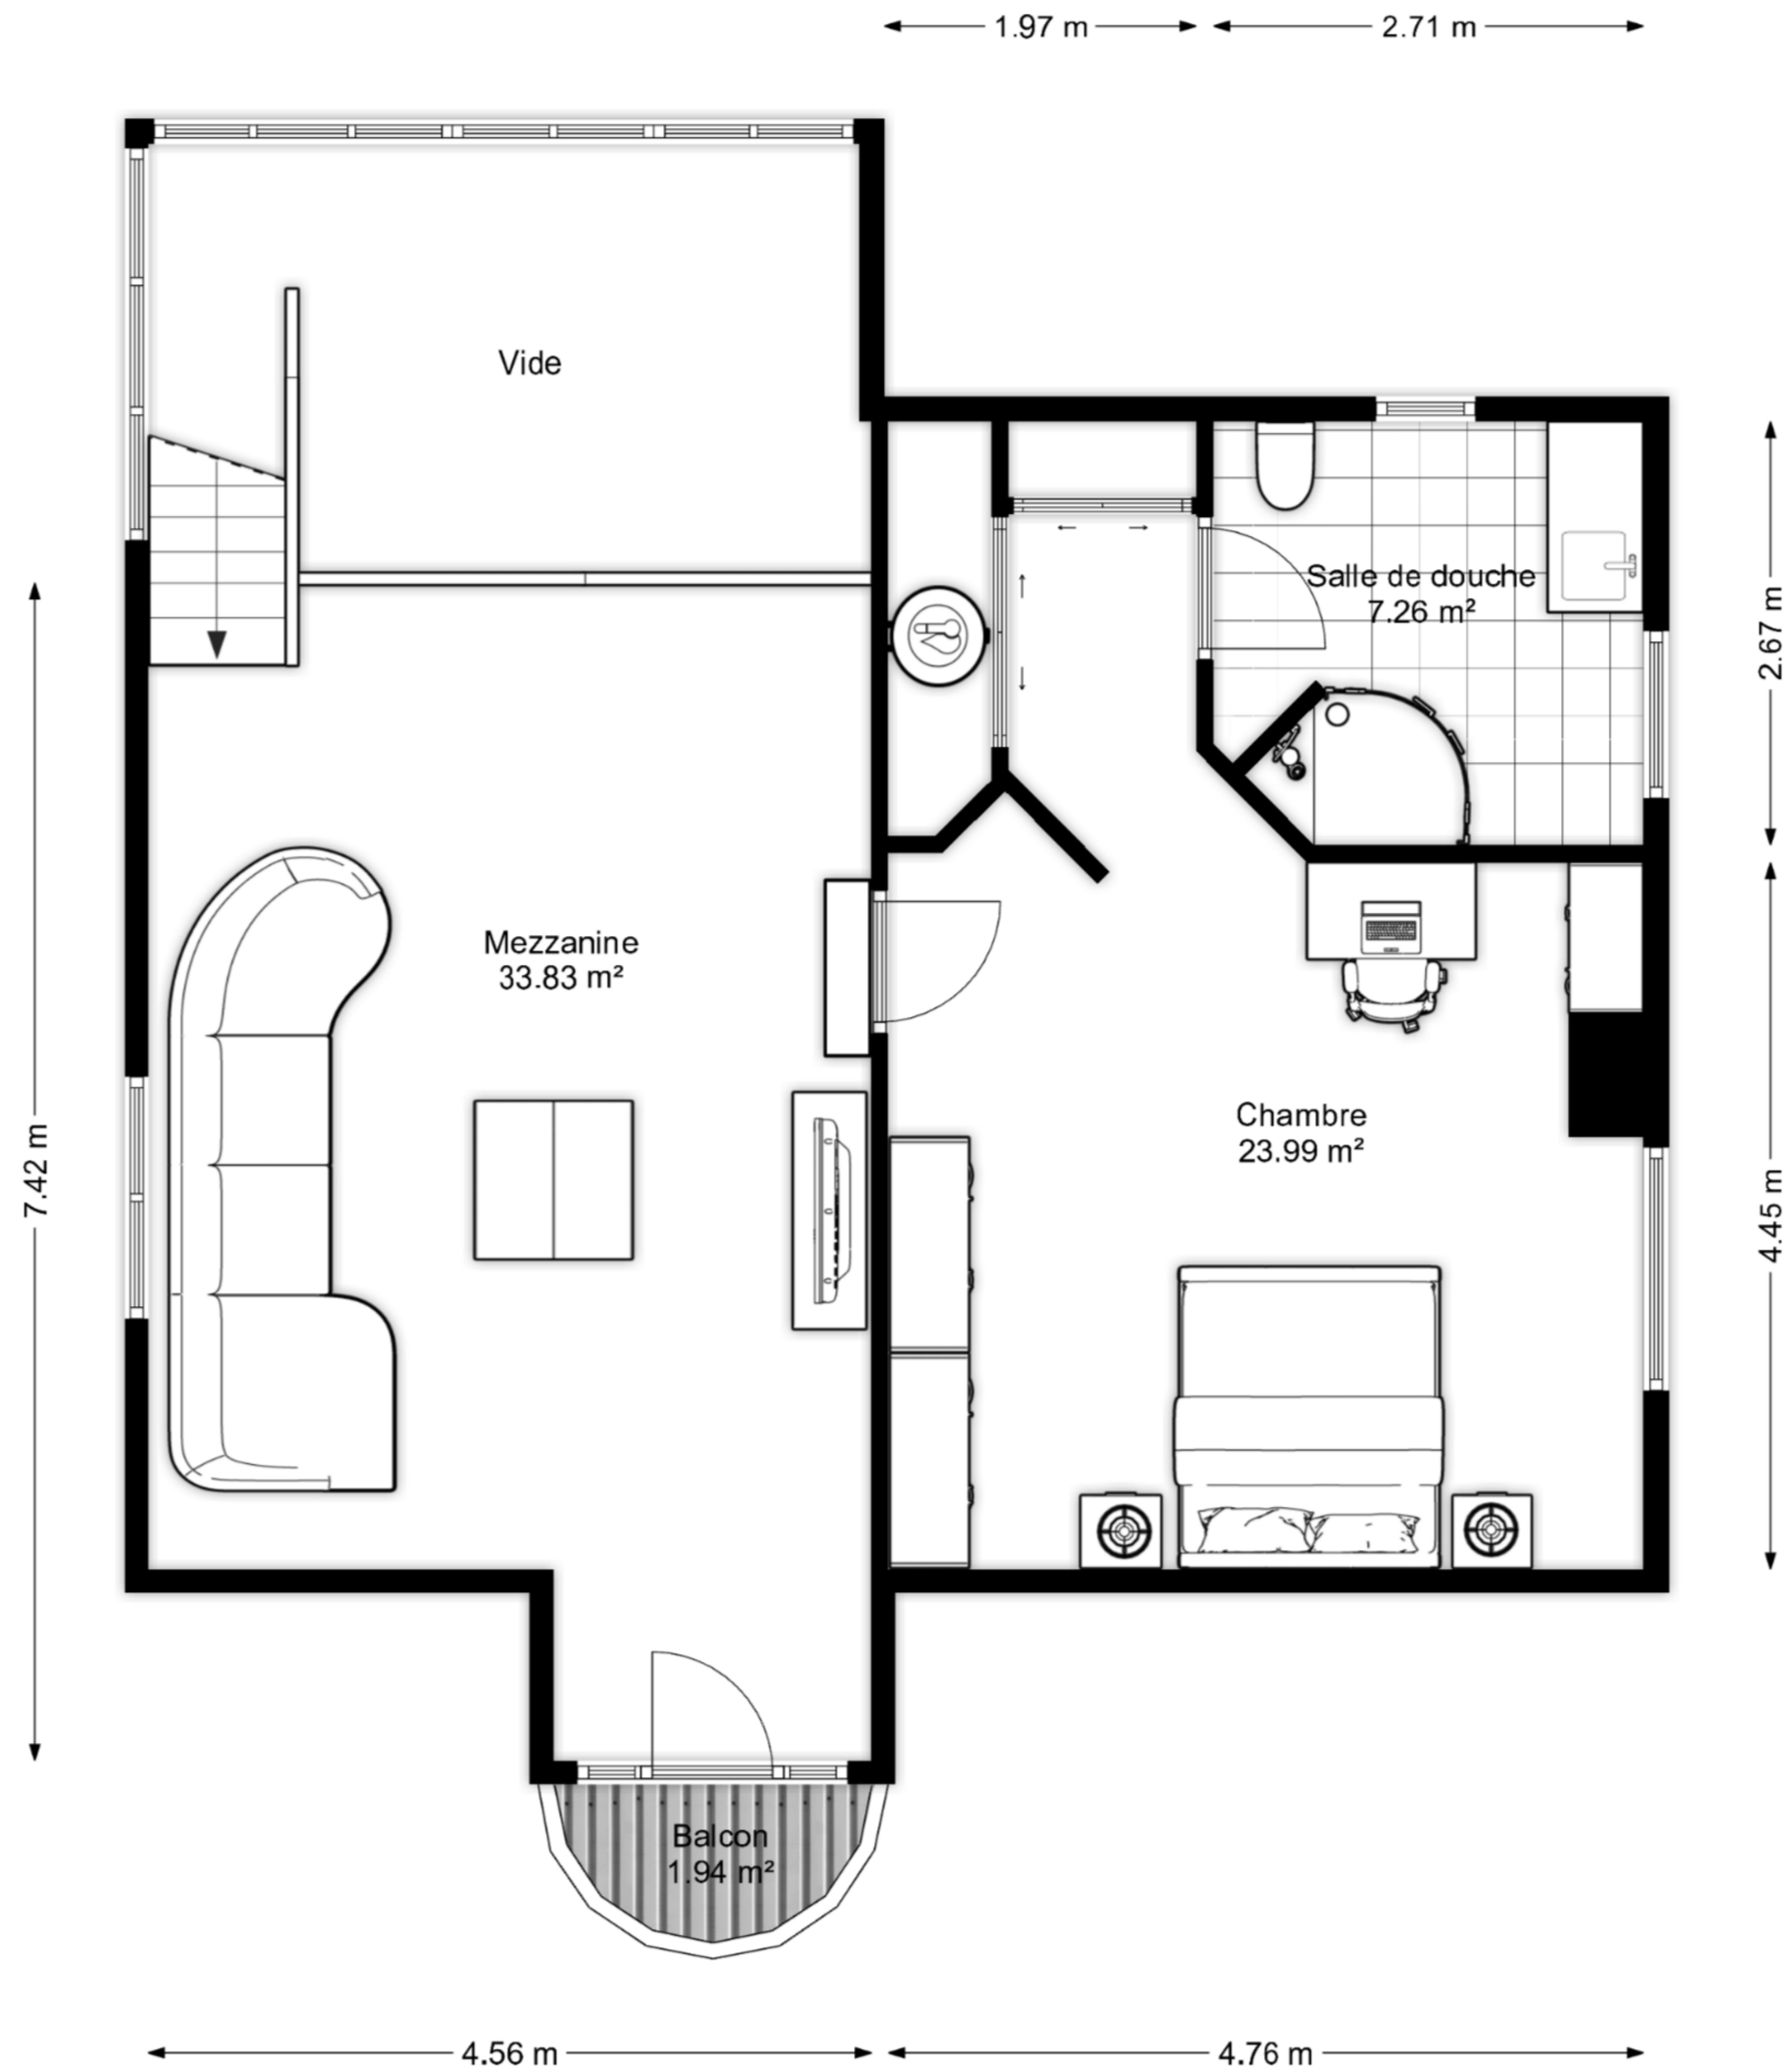 1.97 m
2.71 m
Vide
Salle de douche
7.26 m²
2.67 m
Mezzanine
33.83 m²
Chambre
23.99 m²
7.42 m
4.45 m
Balcon
1.94 m²
4.56 m
4.76 m